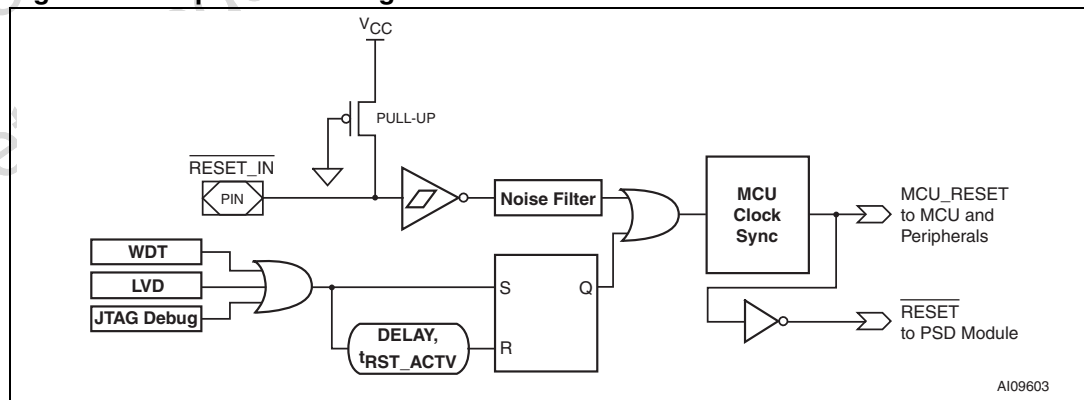 VCC
PULL-UP
RESET_IN
PIN
Noise Filter
MCU
Clock
Sync
MCU_RESET
to MCU and
Peripherals
WDT
LVD
JTAG Debug
S
Q
R
DELAY,
tRST_ACTV
RESET
to PSD Module
AI09603